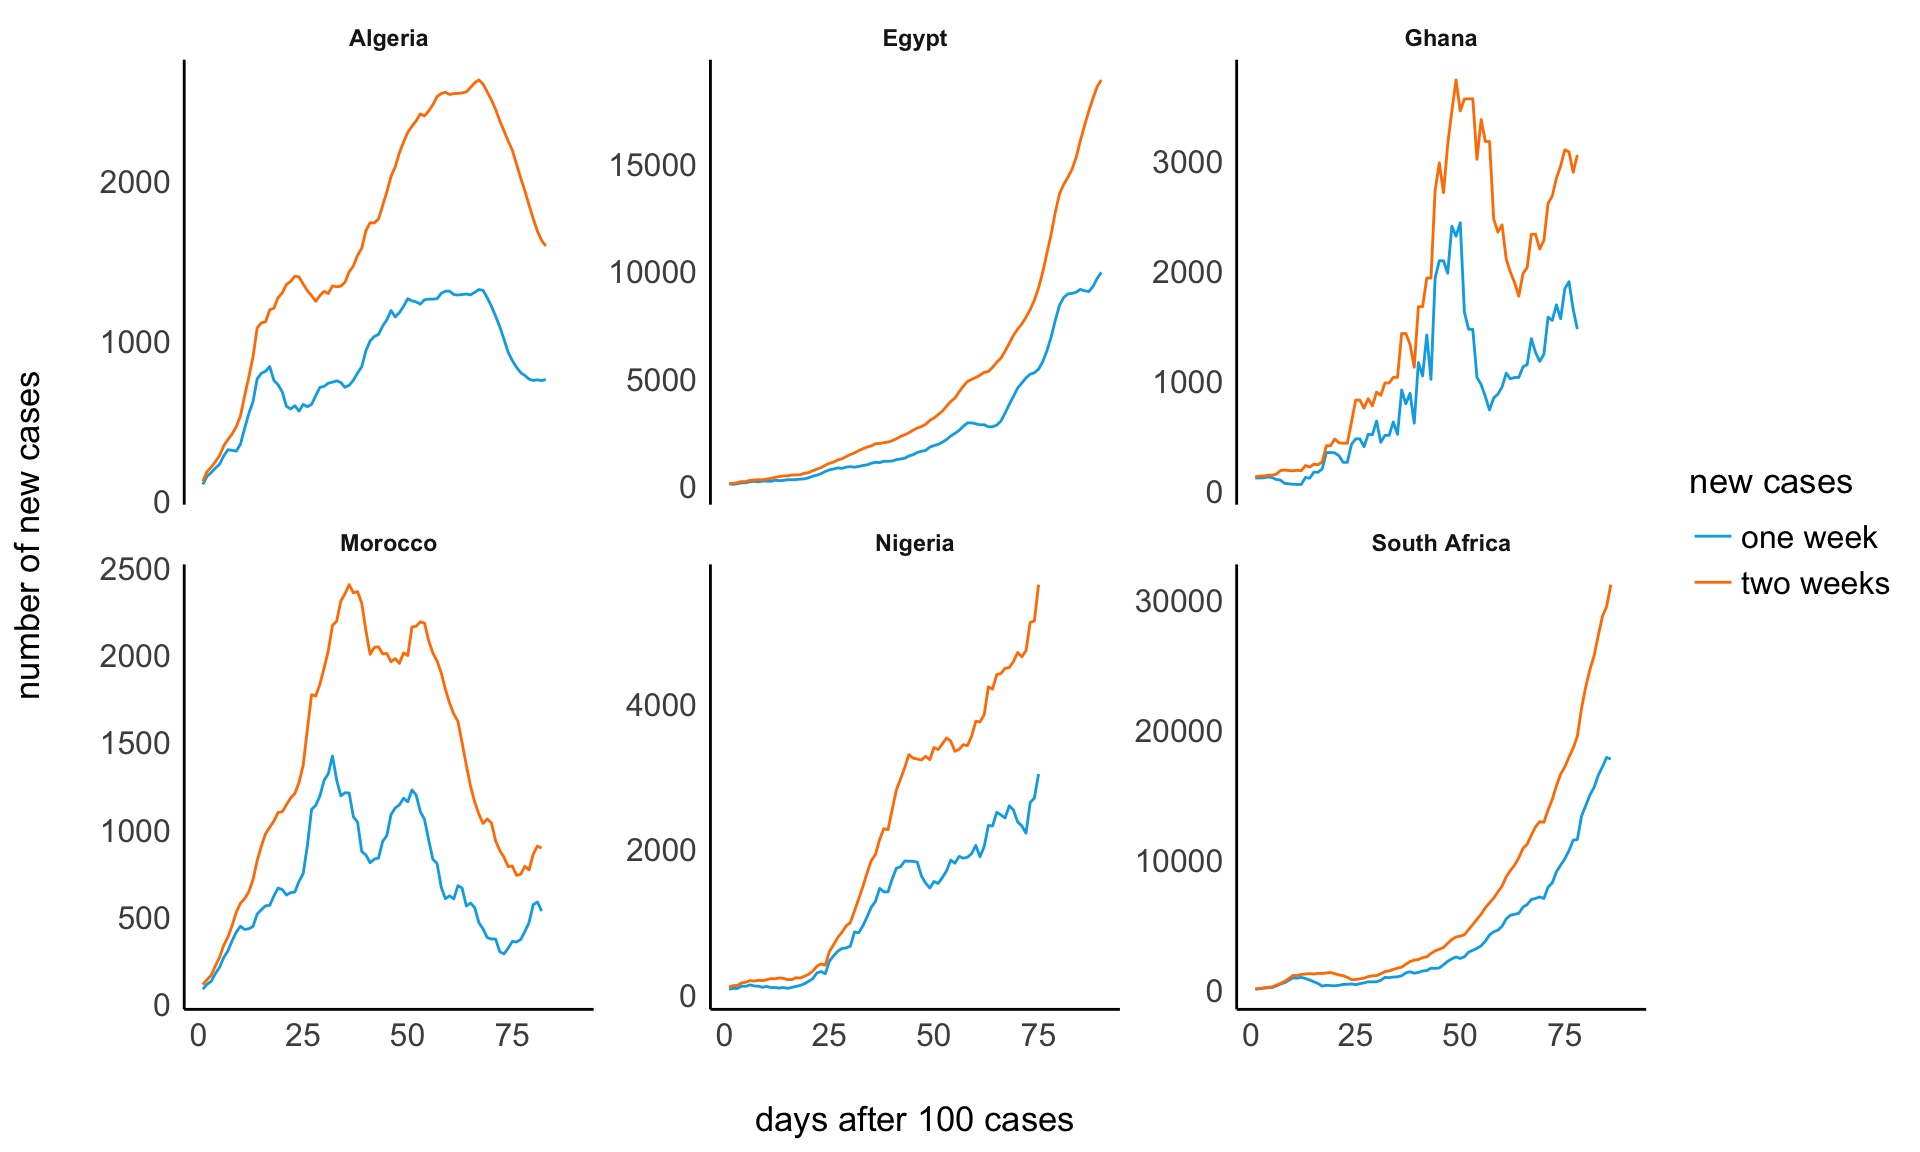 Algeria
Egypt
Ghana
2000
1000
0
15000
10000
5000
0
3000
2000
1000
0
number of new cases
Morocco
Nigeria
South Africa
2500
2000
1500
1000
500
0
4000
2000
0
30000
20000
10000
0
0 25 50 75
0 25 50 75
0 25 50 75
days after 100 cases
new cases
one week
two weeks